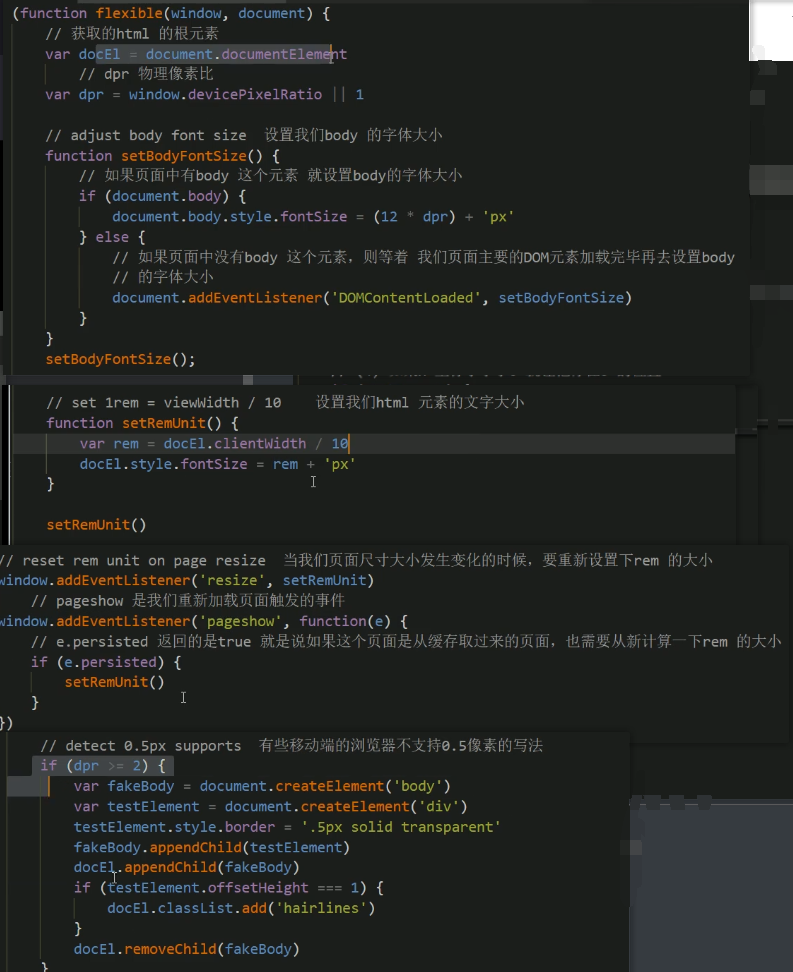 (function flexible(window, document) {
// 获取的html 的根元素
var docEl = document.documentElement
// dpr 物理像素比
var dpr = window.devicePixelRatio || 1
// adjust body font size 设置我们body 的字体大小
function setBodyFontSize() {
// 如果页面中有body 这个元素 就设置body的字体大小
if (document.body) {
document.body.style.fontSize = (12 * dpr) + 'px'
} else {
// 如果页面中没有body 这个元素，则等着 我们页面主要的DOM元素加载完毕再去设置body
// 的字体大小
document.addEventListener('DOMContentLoaded', setBodyFontSize)
}
}
setBodyFontSize();
// set 1rem = viewWidth / 10 设置我们html 元素的文字大小
function setRemUnit() {
var rem = docEl.clientWidth / 10
docEl.style.fontSize = rem + 'px'
}
setRemUnit()
// reset rem unit on page resize 当我们页面尺寸大小发生变化的时候，要重新设置下rem 的大小
window.addEventListener('resize', setRemUnit)
// pageshow 是我们重新加载页面触发的事件
window.addEventListener('pageshow', function(e) {
// e.persisted 返回的是true 就是说如果这个页面是从缓存取过来的页面，也需要从新计算一下rem 的大小
if (e.persisted) {
setRemUnit()
}
})
// detect 0.5px supports 有些移动端的浏览器不支持0.5像素的写法
if (dpr >= 2) {
var fakeBody = document.createElement('body')
var testElement = document.createElement('div')
testElement.style.border = '.5px solid transparent'
fakeBody.appendChild(testElement)
docEl.appendChild(fakeBody)
if (testElement.offsetHeight === 1) {
docEl.classList.add('hairlines')
}
docEl.removeChild(fakeBody)
}